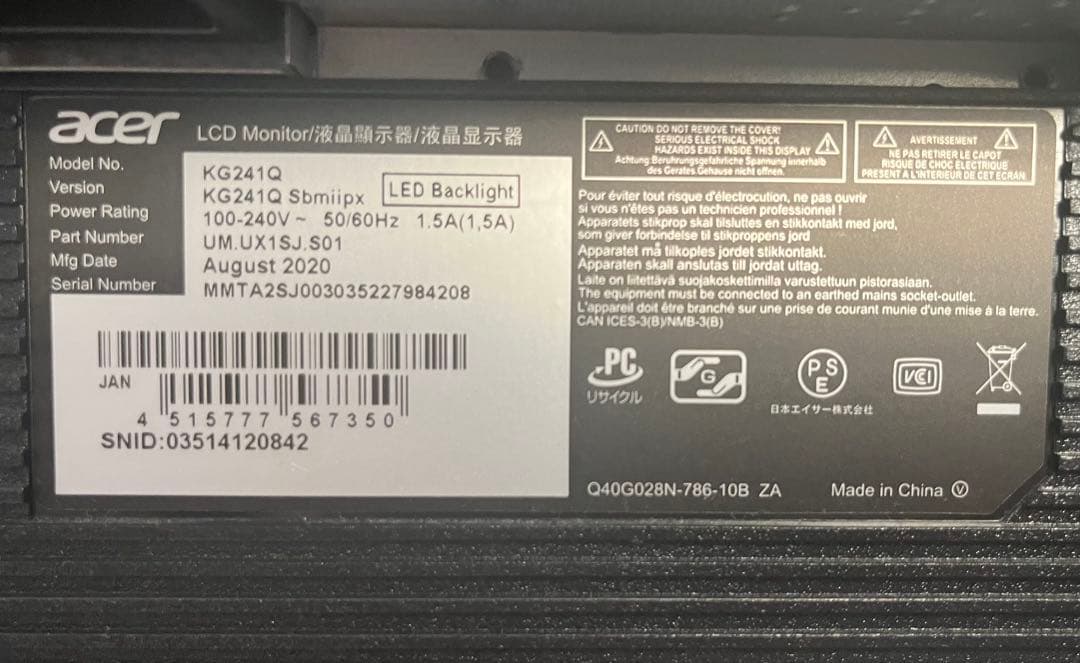 acer LCD Monitor/液晶顯示器/液晶显示器
Model No. KG241Q
Version KG241Q Sbmiipx
LED Backlight
Power Rating 100-240V ~ 50/60Hz 1.5A(1,5A)
Part Number UM.UX1SJ.S01
Mfg Date August 2020
Serial Number MMTA2SJ003035227984208
JAN
4 515777 567350
SNID:03514120842
CAUTION DO NOT REMOVE THE COVER!
SERIOUS ELECTRICAL SHOCK
HAZARDS EXIST INSIDE THIS DISPLAY
Achtung Beruhrungsgefahrliche Spannung innerhalb
des Gerates.Gehause nicht offnen.
AVERTISSEMENT
NE PAS RETIRER LE CAPOT
RISQUE DE CHOC ELECTRIQUE
PRESENT A L'INTERIEUR DE CET ECRAN.
Pour éviter tout risque d'électrocution, ne pas ouvrir
si vous n'êtes pas un technicien professionnel !
Apparatets stikprop skal tilsluttes en stikkontakt med jord,
som giver forbindelse til stikproppens jord
Apparatet må tilkoples jordet stikkontakt.
Apparaten skall anslutas till jordat uttag.
Laite on liitettävä suojakoskettimilla varustettuun pistorasiaan.
The equipment must be connected to an earthed mains socket-outlet.
L'appareil doit être branché sur une prise de courant munie d'une mise à la terre.
CAN ICES-3(B)/NMB-3(B)
PC
リサイクル
G
PS
E
日本エイサー株式会社
VCI
Q40G028N-786-10B ZA
Made in China Ⓥ